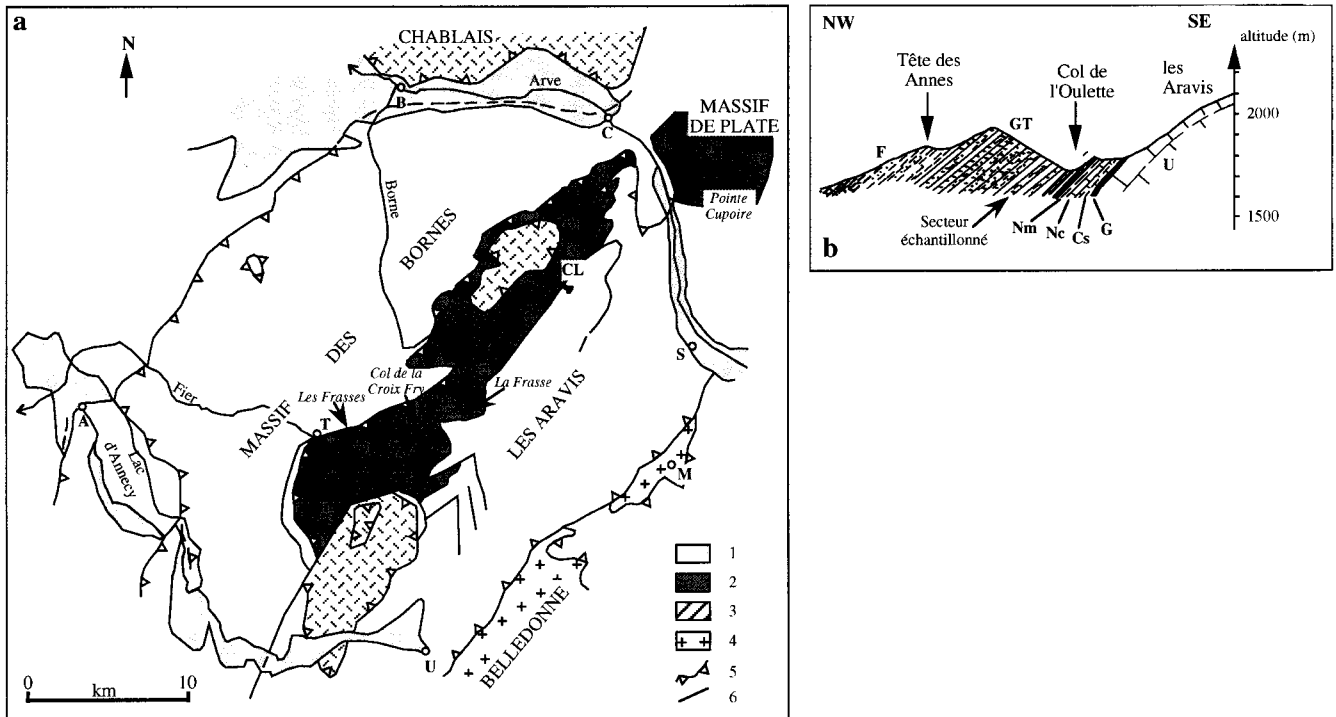 a
N
CHABLAIS
Arve
B
C
MASSIF
DE PLATE
Pointe
Cupoire
Borne
BORNES
CL
DES
S
Col de la
Croix Fry
La Frasse
Les Frasses
Fier
T
MASSIF
LES ARAVIS
A
Lac
d'Annecy
M
U
BELLEDONNE
1
2
3
4
5
6
0
10
km
NW
SE
altitude (m)
Tête des
Annes
Col de
l'Oulette
les
Aravis
2000
GT
F
U
1500
Secteur
échantillonné
Nm
Nc
Cs
G
b